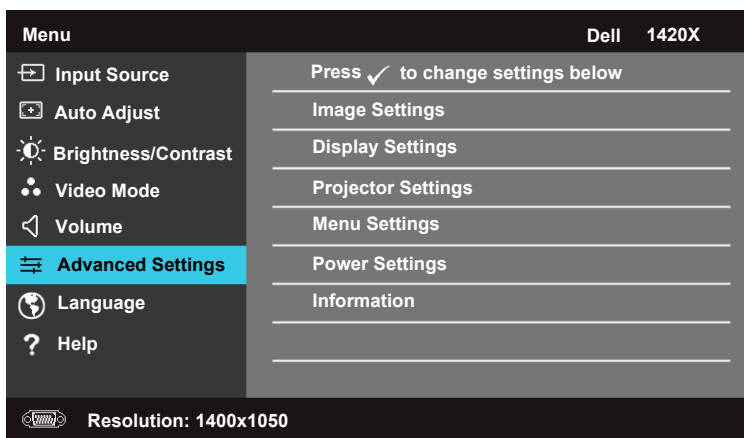 Menu
Dell 1420X
Input Source
Auto Adjust
Brightness/Contrast
Video Mode
Volume
Advanced Settings
Language
? Help
Press ✓ to change settings below
Image Settings
Display Settings
Projector Settings
Menu Settings
Power Settings
Information
Resolution: 1400x1050